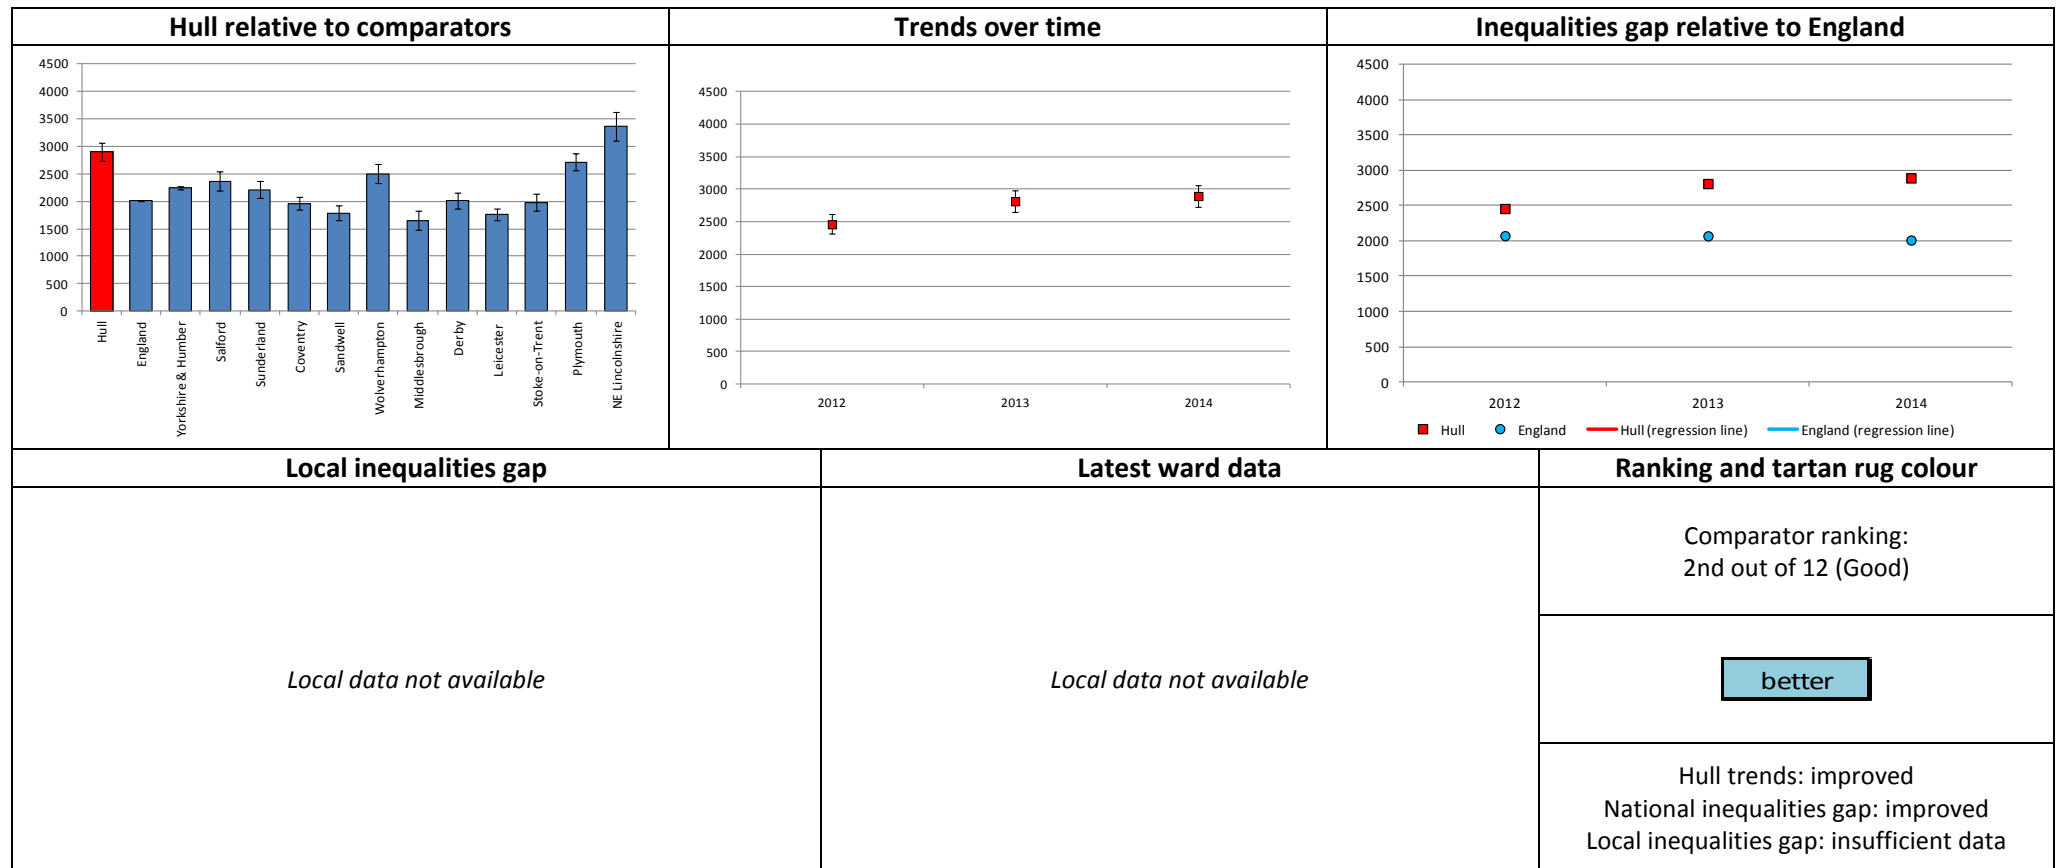 Hull relative to comparators
4500
4000
3500
3000
2500
2000
1500
1000
500
0
Hull
England
Yorkshire & Humber
Salford
Sunderland
Coventry
Sandwell
Wolverhampton
Middlesbrough
Derby
Leicester
Stoke-on-Trent
Plymouth
NE Lincolnshire
Trends over time
4500
4000
3500
3000
2500
2000
1500
1000
500
0
2012
2013
2014
Inequalities gap relative to England
4500
4000
3500
3000
2500
2000
1500
1000
500
0
2012
2013
2014
Hull
England
Hull (regression line)
England (regression line)
Local inequalities gap
Local data not available
Latest ward data
Local data not available
Ranking and tartan rug colour
Comparator ranking:
2nd out of 12 (Good)
better
Hull trends: improved
National inequalities gap: improved
Local inequalities gap: insufficient data